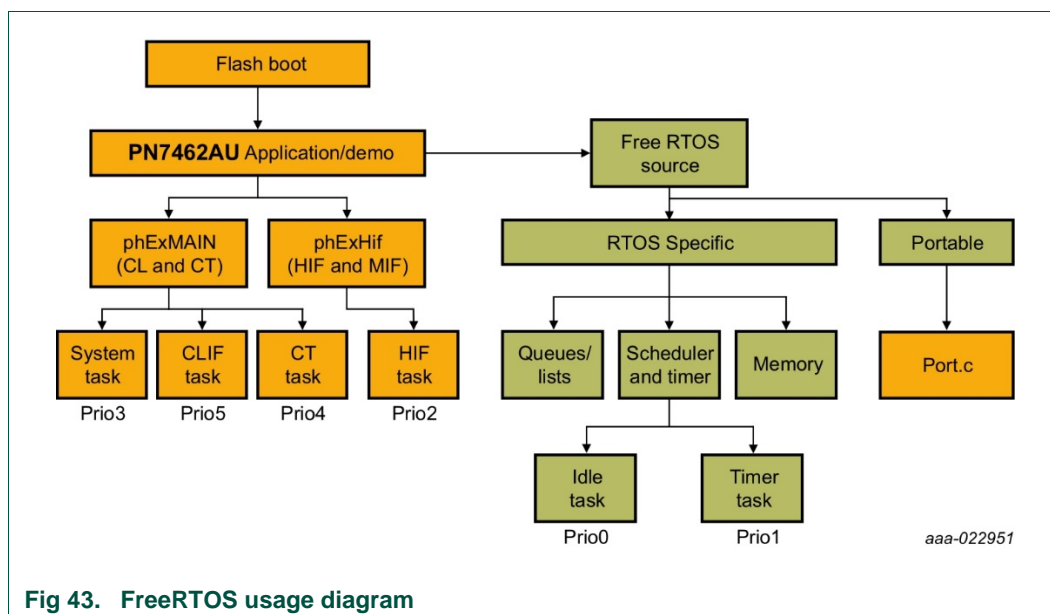 Flash boot
PN7462AU Application/demo
Free RTOS
source
phExMAIN
(CL and CT)
phExHif
(HIF and MIF)
RTOS Specific
Portable
System
task
CLIF
task
CT
task
HIF
task
Queues/
lists
Scheduler
and timer
Memory
Port.c
Prio3
Prio5
Prio4
Prio2
Idle
task
Timer
task
Prio0
Prio1
aaa-022951
Fig 43. FreeRTOS usage diagram